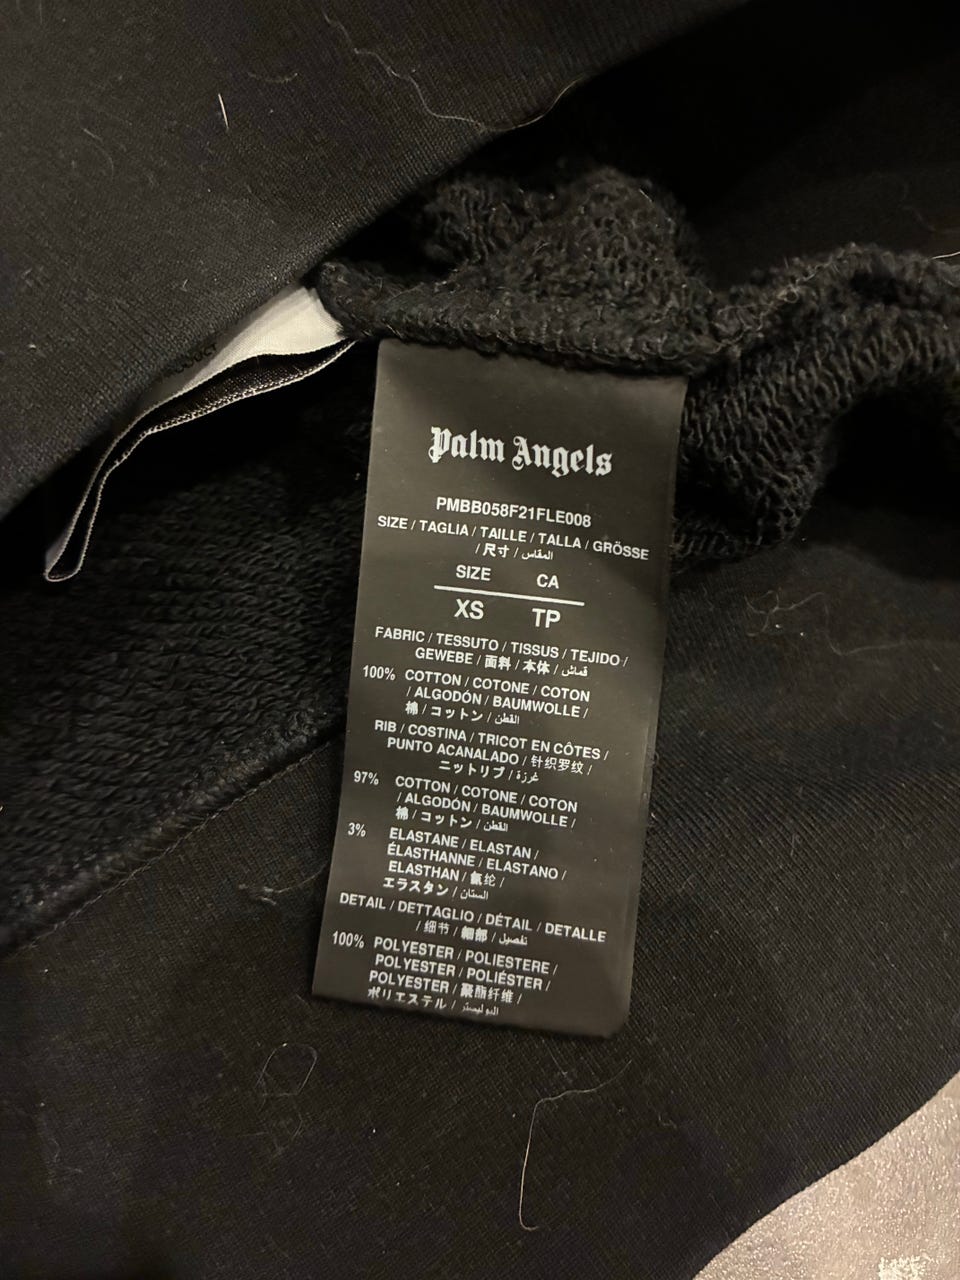 Palm Angels
PMBB058F21FLE008
SIZE / TAGLIA / TAILLE / TALLA / GRÖSSE
/ 尺寸 / المقاس
SIZE CA
XS TP
FABRIC / TESSUTO / TISSUS / TEJIDO /
GEWEBE / 面料 / 本体 / قماش
100% COTTON / COTONE / COTON
/ ALGODÓN / BAUMWOLLE /
棉 / コットン / القطن
RIB / COSTINA / TRICOT EN CÔTES /
PUNTO ACANALADO / 针织罗纹 /
ニットリブ / غرزة
97% COTTON / COTONE / COTON
/ ALGODÓN / BAUMWOLLE /
棉 / コットン / القطن
3% ELASTANE / ELASTAN /
ÉLASTHANNE / ELASTANO /
ELASTHAN / 氨纶 /
エラスタン / الستان
DETAIL / DETTAGLIO / DÉTAIL / DETALLE
/ 细节 / 細部 / تفصيل
100% POLYESTER / POLIESTERE /
POLYESTER / POLIÉSTER /
POLYESTER / 聚酯纤维 /
ポリエステル / البوليستر